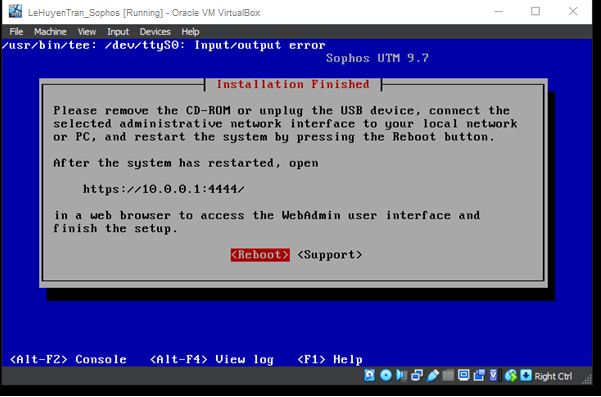 LeHuyenTran_Sophos [Running] - Oracle VM VirtualBox
File Machine View Input Devices Help
/usr/bin/tee: /dev/ttyS0: Input/output error
Sophos UTM 9.7
Installation Finished
Please remove the CD-ROM or unplug the USB device, connect the
selected administrative network interface to your local network
or PC, and restart the system by pressing the Reboot button.
After the system has restarted, open
https://10.0.0.1:4444/
in a web browser to access the WebAdmin user interface and
finish the setup.
<Reboot> <Support>
<Alt-F2> Console <Alt-F4> View log <F1> Help
Right Ctrl